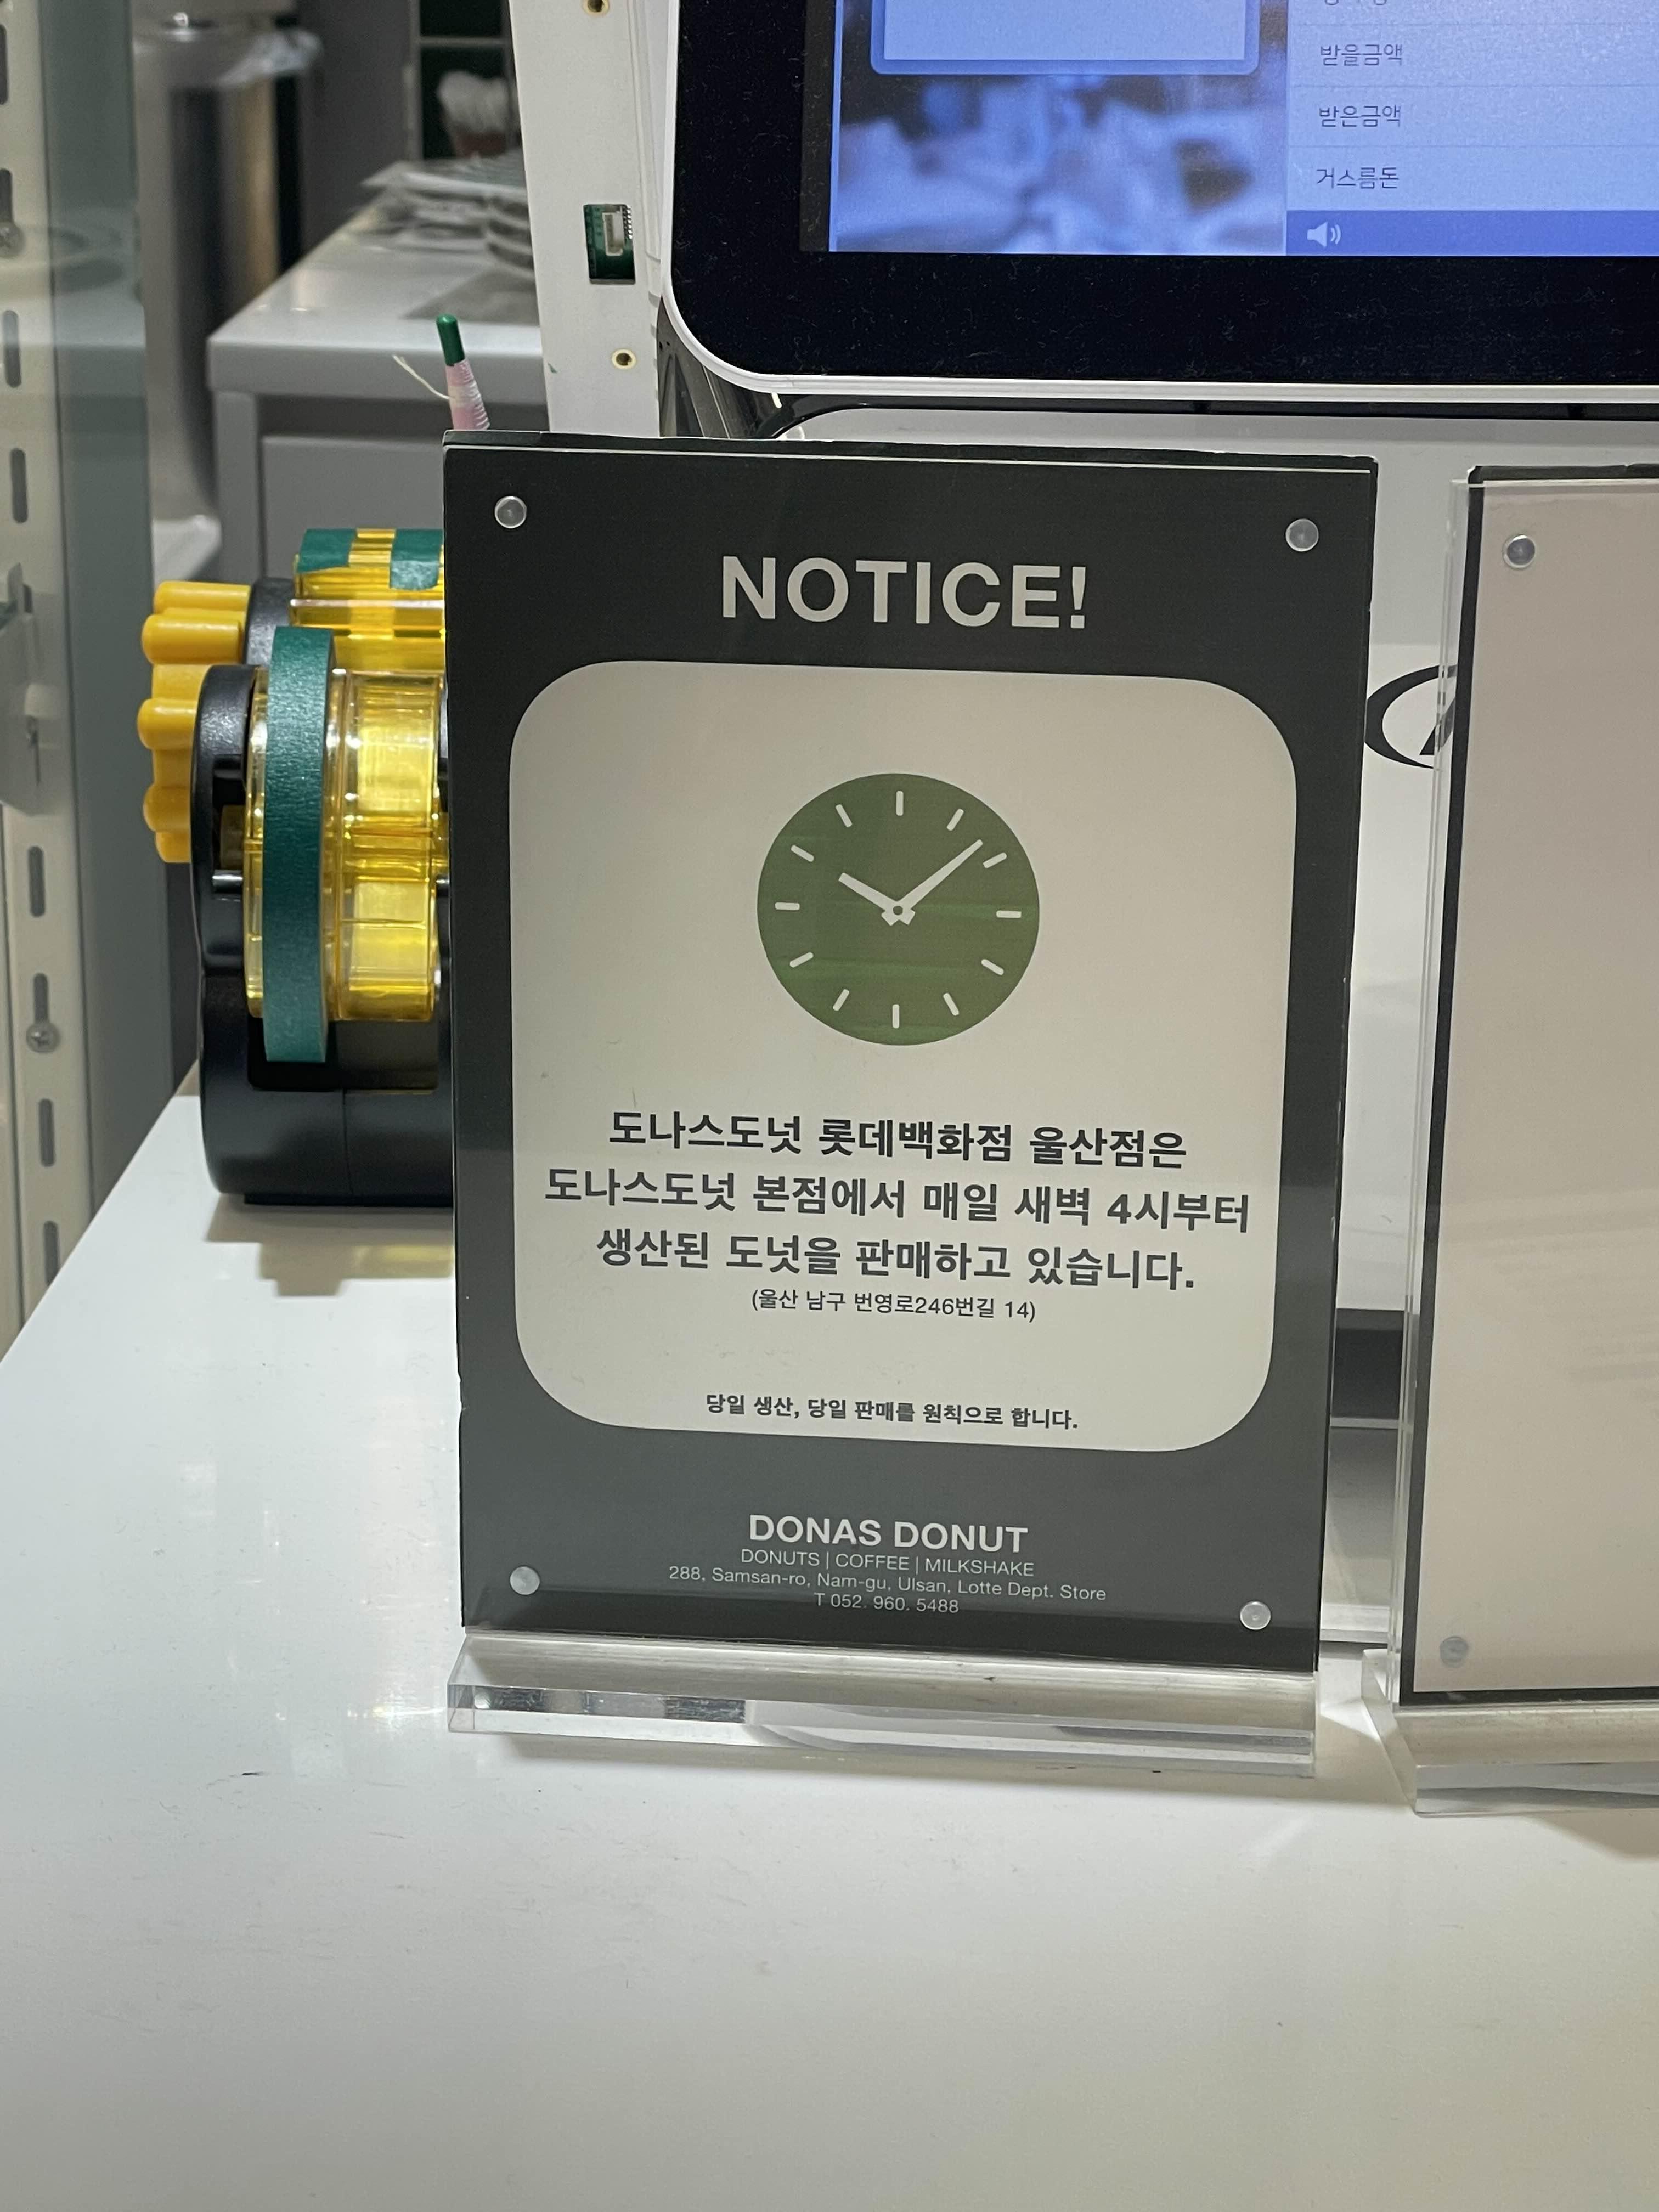 받을금액
받은금액
거스름돈
NOTICE!
도나스도넛 롯데백화점 울산점은
도나스도넛 본점에서 매일 새벽 4시부터
생산된 도넛을 판매하고 있습니다.
(울산 남구 번영로246번길 14)
당일 생산, 당일 판매를 원칙으로 합니다.
DONAS DONUT
DONUTS | COFFEE | MILKSHAKE
288, Samsan-ro, Nam-gu, Ulsan, Lotte Dept. Store
T 052. 960. 5488